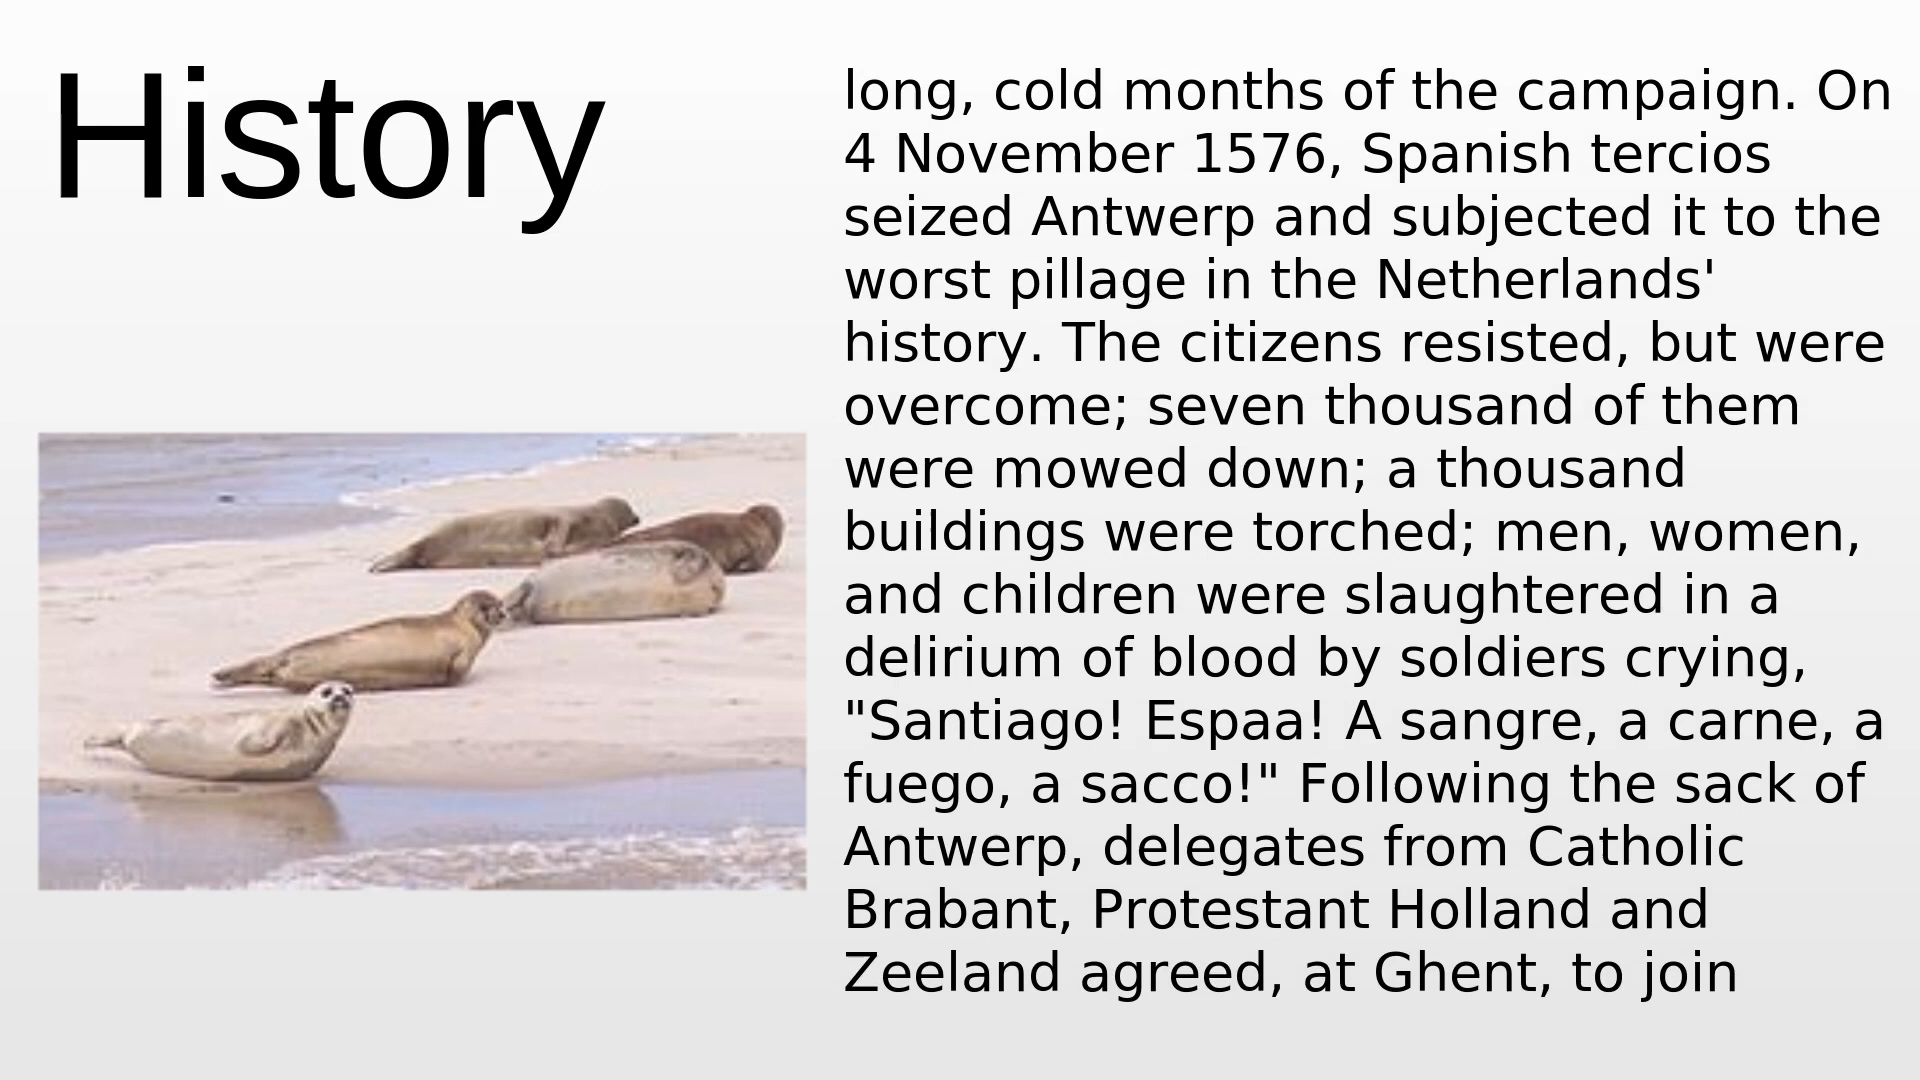 History
long, cold months of the campaign. On
4 November 1576, Spanish tercios
seized Antwerp and subjected it to the
worst pillage in the Netherlands'
history. The citizens resisted, but were
overcome; seven thousand of them
were mowed down; a thousand
buildings were torched; men, women,
and children were slaughtered in a
delirium of blood by soldiers crying,
"Santiago! Espaa! A sangre, a carne, a
fuego, a sacco!" Following the sack of
Antwerp, delegates from Catholic
Brabant, Protestant Holland and
Zeeland agreed, at Ghent, to join